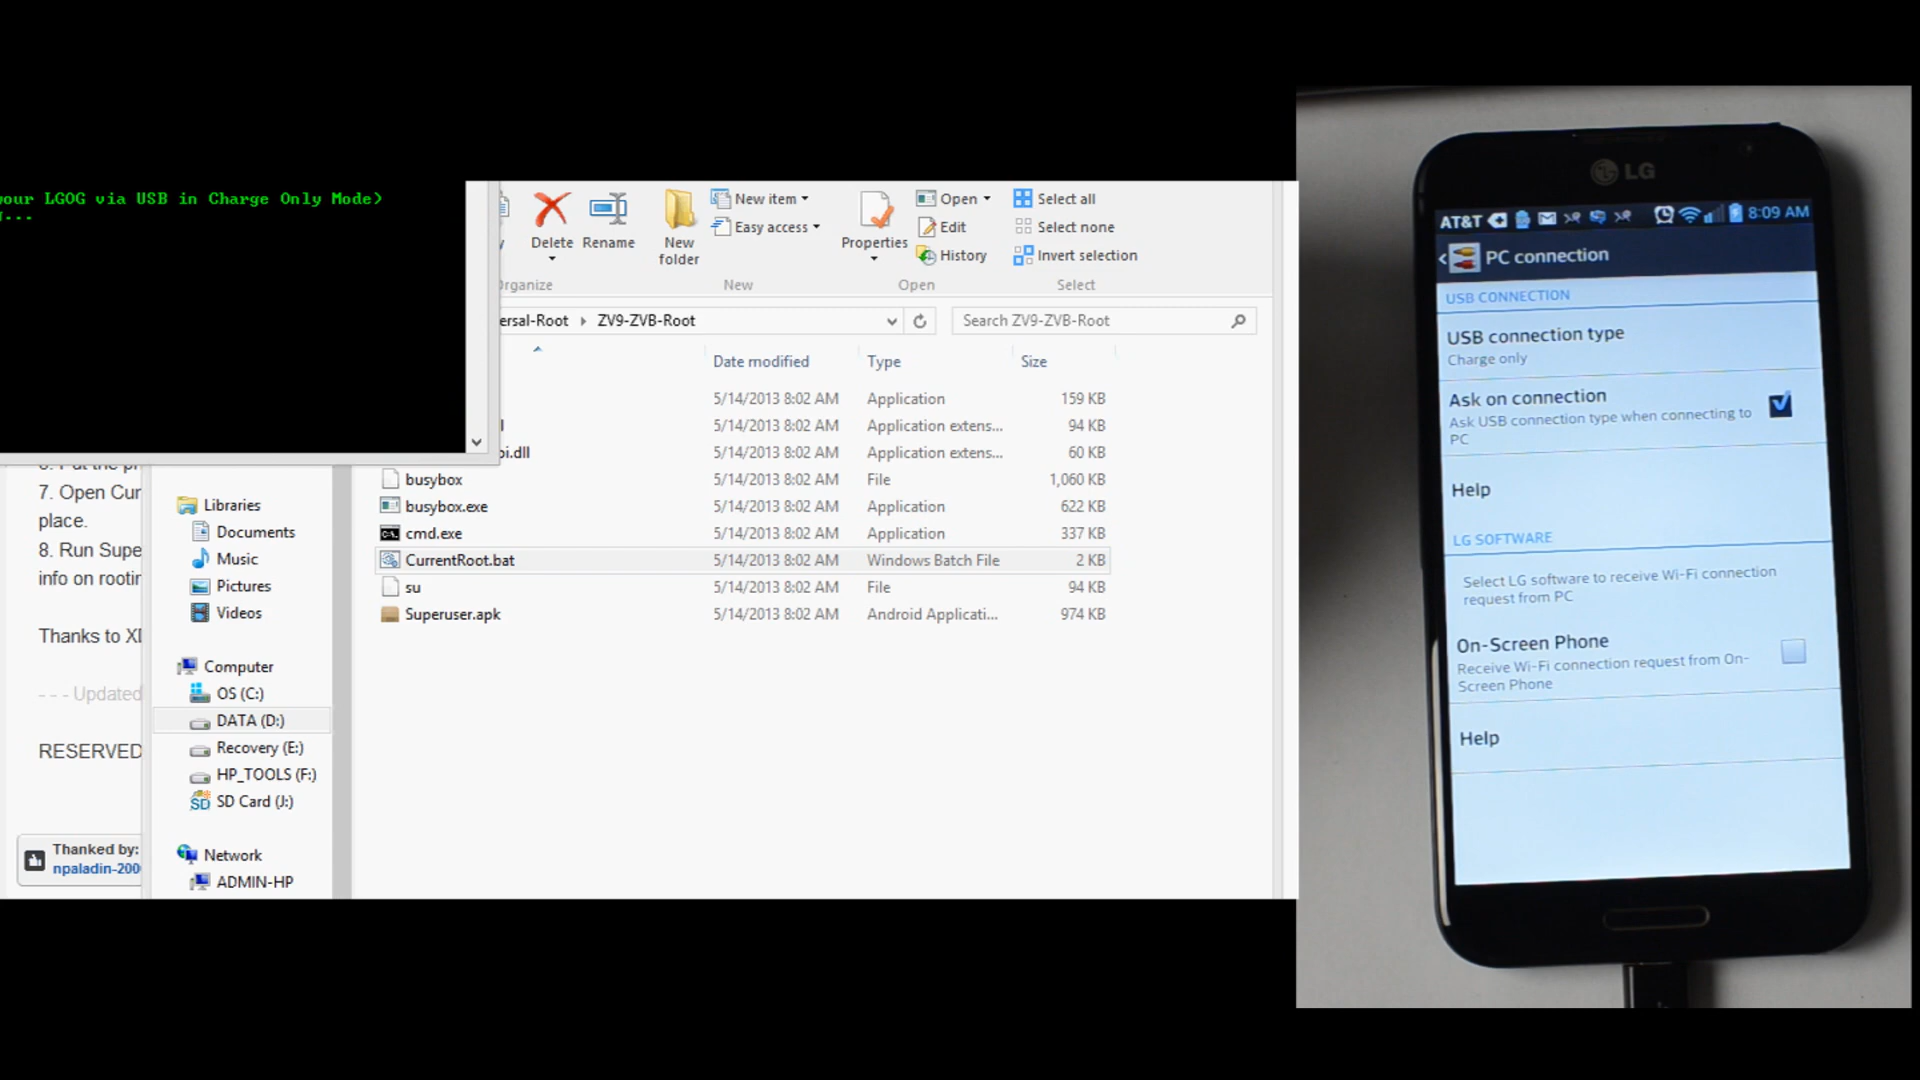 our LGOG via USB in Charge Only Mode)
...
Delete
Rename
New
folder
New item
Easy access
Properties
Open
Edit
History
Select all
Select none
Invert selection
rganize
New
Open
Select
ersal-Root
ZV9-ZVB-Root
Search ZV9-ZVB-Root
Date modified
Type
Size
5/14/2013 8:02 AM Application 159 KB
l 5/14/2013 8:02 AM Application extens... 94 KB
pi.dll 5/14/2013 8:02 AM Application extens... 60 KB
busybox 5/14/2013 8:02 AM File 1,060 KB
busybox.exe 5/14/2013 8:02 AM Application 622 KB
cmd.exe 5/14/2013 8:02 AM Application 337 KB
CurrentRoot.bat 5/14/2013 8:02 AM Windows Batch File 2 KB
su 5/14/2013 8:02 AM File 94 KB
Superuser.apk 5/14/2013 8:02 AM Android Applicati... 974 KB
7. Open Cur
place.
8. Run Supe
info on rootin
Thanks to XD
- - - Updated
RESERVED
Thanked by:
npaladin-200
Libraries
Documents
Music
Pictures
Videos
Computer
OS (C:)
DATA (D:)
Recovery (E:)
HP_TOOLS (F:)
SD Card (J:)
Network
ADMIN-HP
LG
AT&T 8:09 AM
PC connection
USB CONNECTION
USB connection type
Charge only
Ask on connection
Ask USB connection type when connecting to
PC
Help
LG SOFTWARE
Select LG software to receive Wi-Fi connection
request from PC
On-Screen Phone
Receive Wi-Fi connection request from On-
Screen Phone
Help